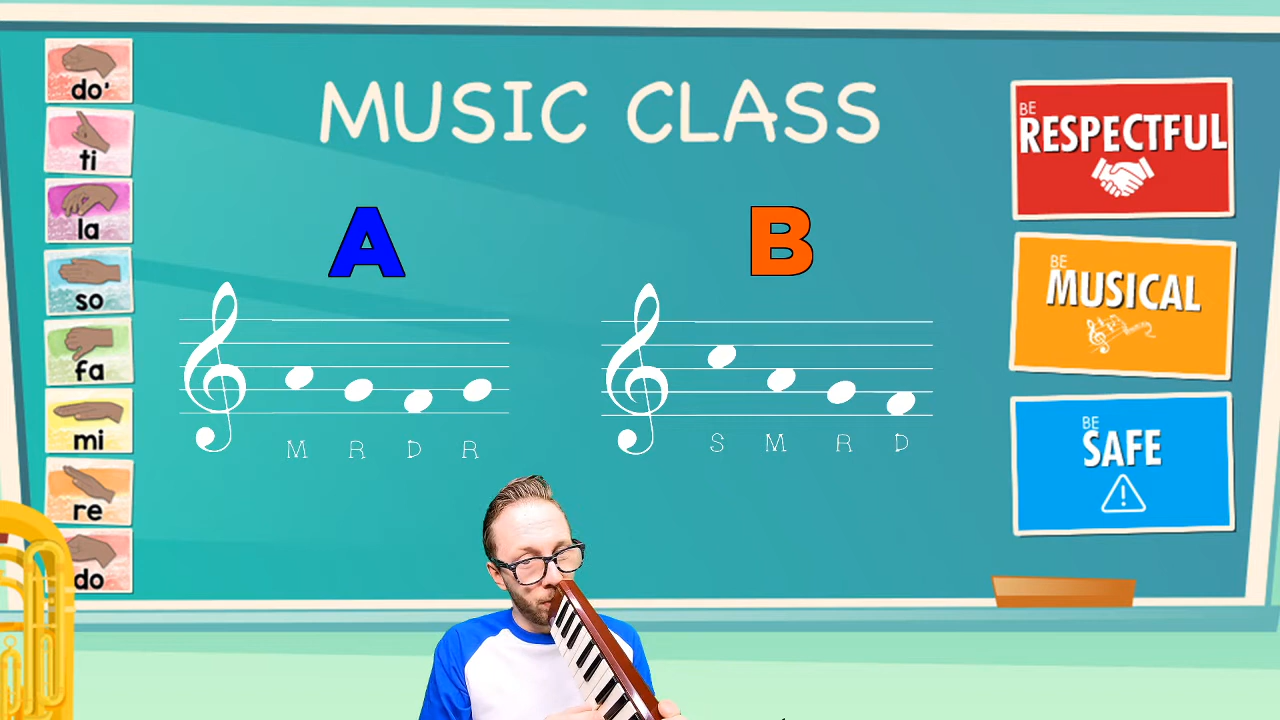 MUSIC CLASS
do'
ti
la
so
fa
mi
re
do
A
M R D R
B
S M R D
BE
RESPECTFUL
BE
MUSICAL
BE
SAFE